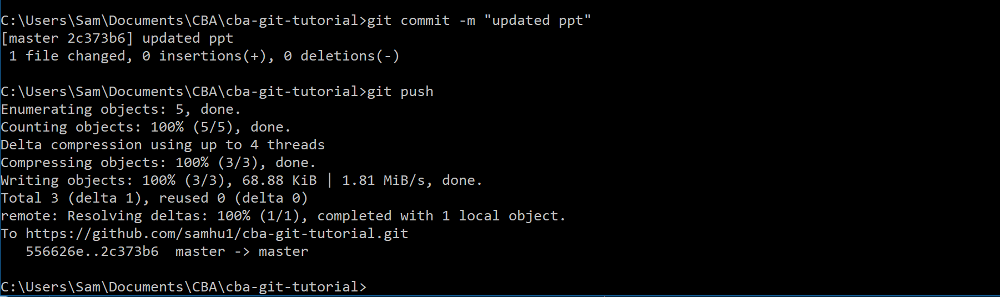 C:\Users\Sam\Documents\CBA\cba-git-tutorial>git commit -m "updated ppt"
[master 2c373b6] updated ppt
 1 file changed, 0 insertions(+), 0 deletions(-)
C:\Users\Sam\Documents\CBA\cba-git-tutorial>git push
Enumerating objects: 5, done.
Counting objects: 100% (5/5), done.
Delta compression using up to 4 threads
Compressing objects: 100% (3/3), done.
Writing objects: 100% (3/3), 68.88 KiB | 1.81 MiB/s, done.
Total 3 (delta 1), reused 0 (delta 0)
remote: Resolving deltas: 100% (1/1), completed with 1 local object.
To https://github.com/samhu1/cba-git-tutorial.git
   556626e..2c373b6  master -> master
C:\Users\Sam\Documents\CBA\cba-git-tutorial>